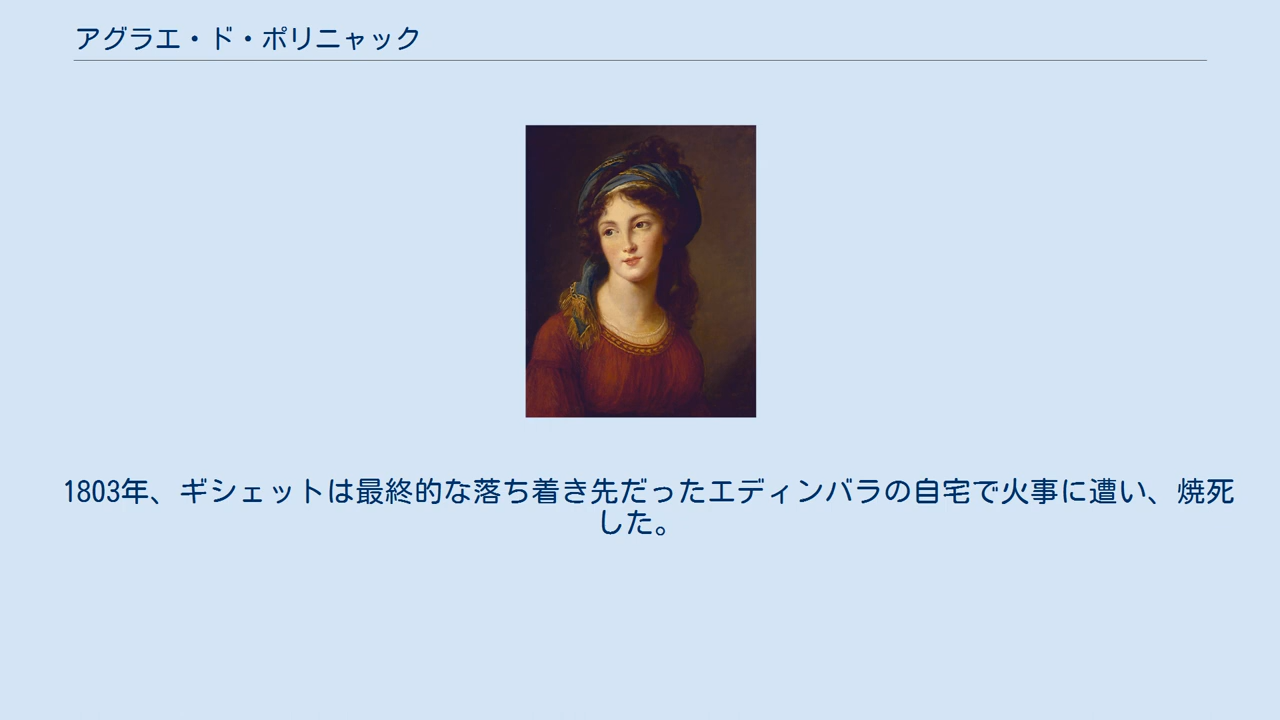 アグラエ・ド・ポリニャック
1803年、ギシェットは最終的な落ち着き先だったエディンバラの自宅で火事に遭い、焼死
した。